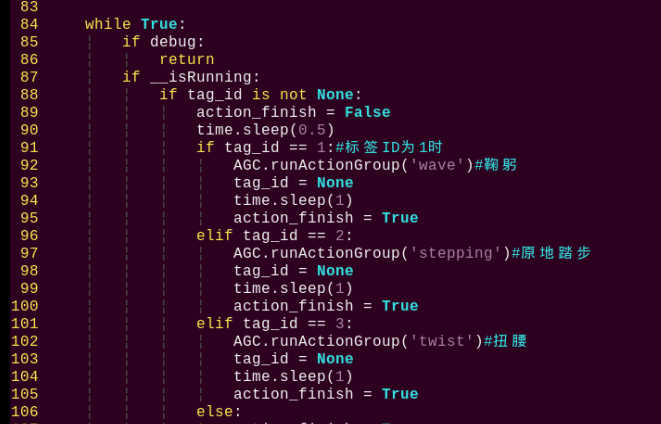 83
84     while True:
85         if debug:
86             return
87         if __isRunning:
88             if tag_id is not None:
89                 action_finish = False
90                 time.sleep(0.5)
91                 if tag_id == 1:#标签ID为1时
92                     AGC.runActionGroup('wave')#鞠躬
93                     tag_id = None
94                     time.sleep(1)
95                     action_finish = True
96                 elif tag_id == 2:
97                     AGC.runActionGroup('stepping')#原地踏步
98                     tag_id = None
99                     time.sleep(1)
100                     action_finish = True
101                 elif tag_id == 3:
102                     AGC.runActionGroup('twist')#扭腰
103                     tag_id = None
104                     time.sleep(1)
105                     action_finish = True
106                 else: